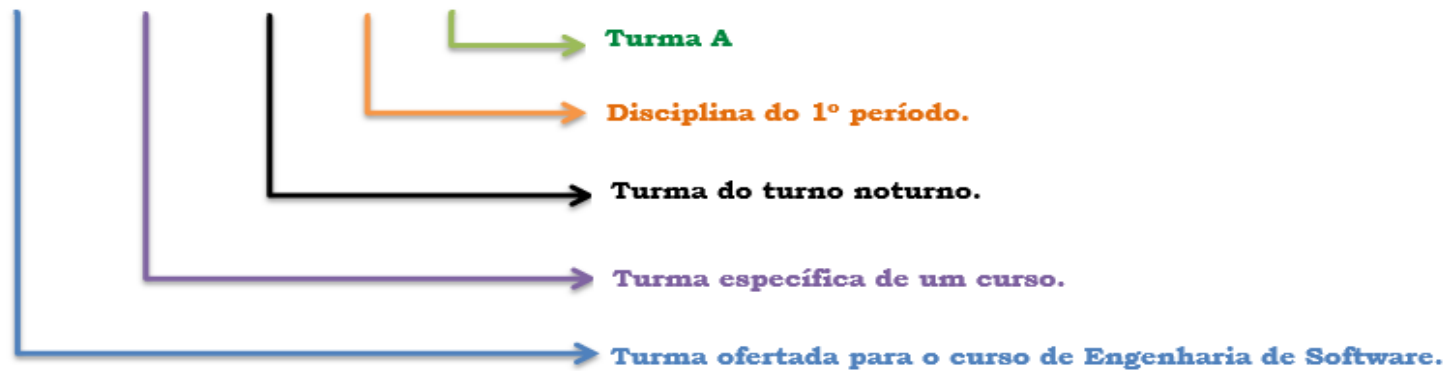 Turma A
Disciplina do 1º período.
Turma do turno noturno.
Turma específica de um curso.
Turma ofertada para o curso de Engenharia de Software.